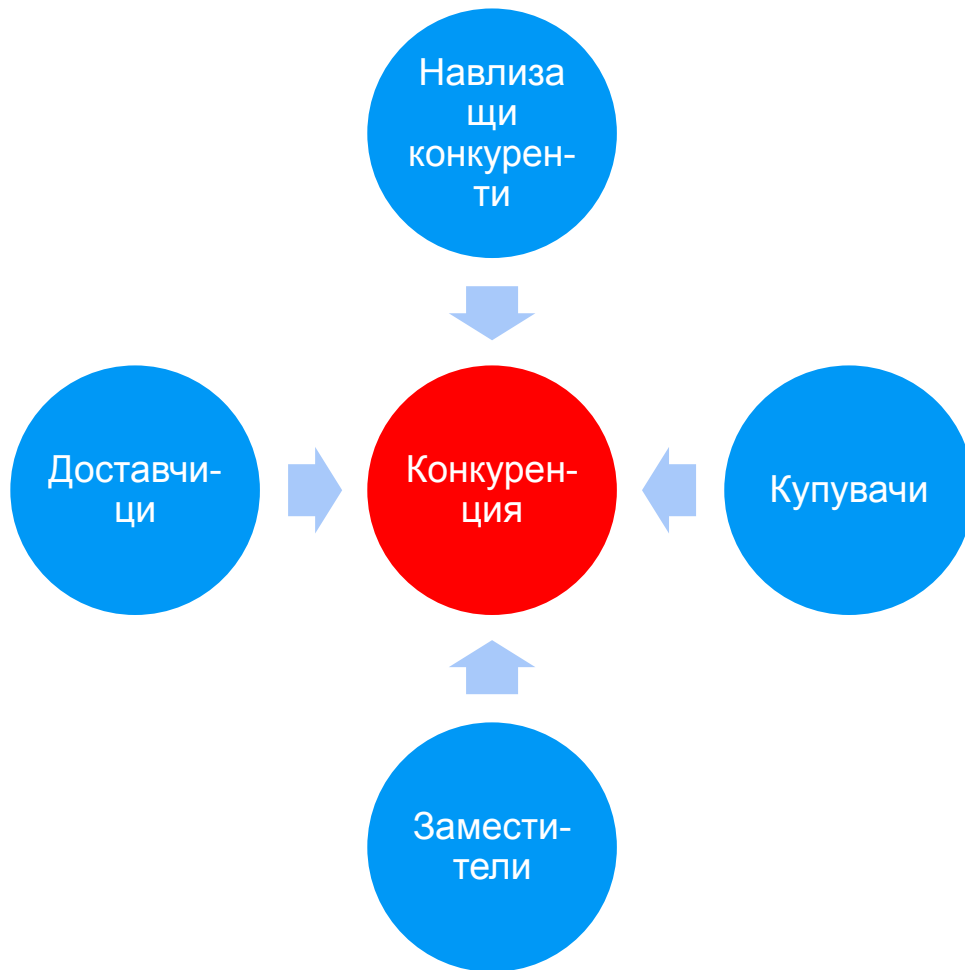 Навлиза
щи
конкурен-
ти
Доставчи-
ци
Конкурен-
ция
Купувачи
Замести-
тели